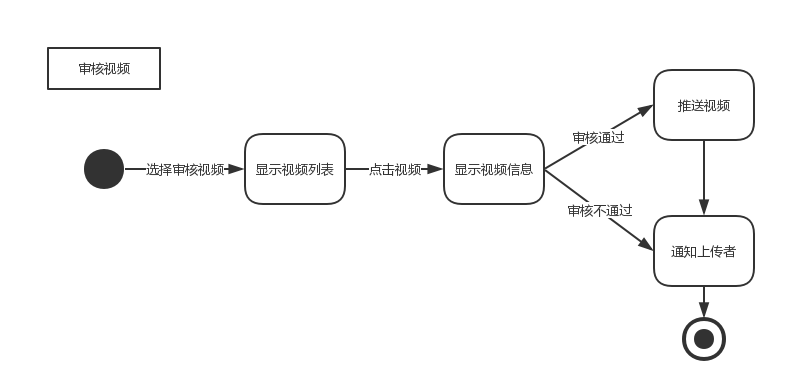 审核视频
选择审核视频
显示视频列表
点击视频
显示视频信息
审核通过
推送视频
审核不通过
通知上传者